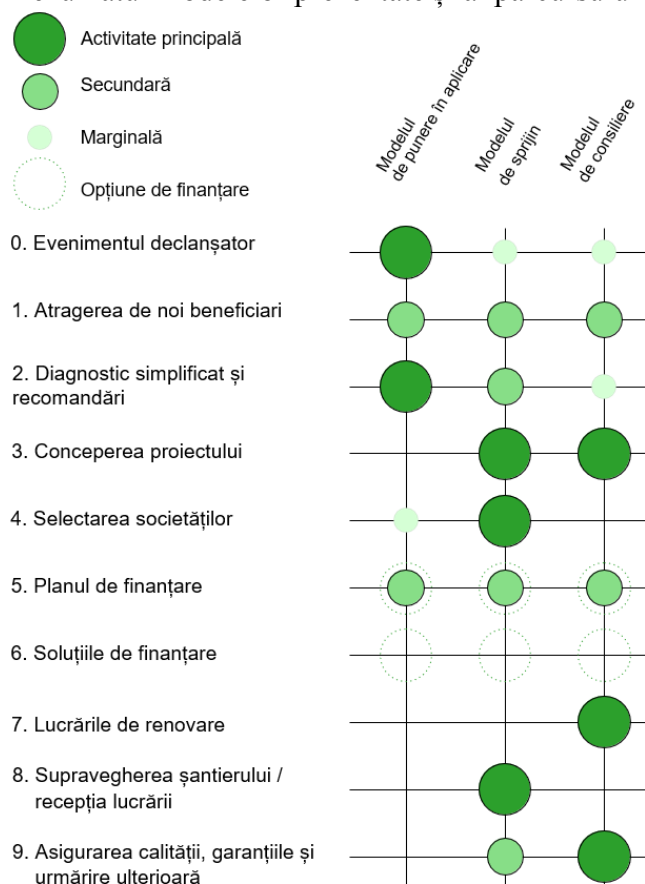 Activitate principală
Secundară
Marginală
Opțiune de finanțare
Modelul
de punere în aplicare
Modelul
de sprijin
Modelul
de consiliere
0. Evenimentul declanșator
1. Atragerea de noi beneficiari
2. Diagnostic simplificat și
recomandări
3. Conceperea proiectului
4. Selectarea societăților
5. Planul de finanțare
6. Soluțiile de finanțare
7. Lucrările de renovare
8. Supravegherea șantierului /
recepția lucrării
9. Asigurarea calității, garanțiile și
urmărire ulterioară